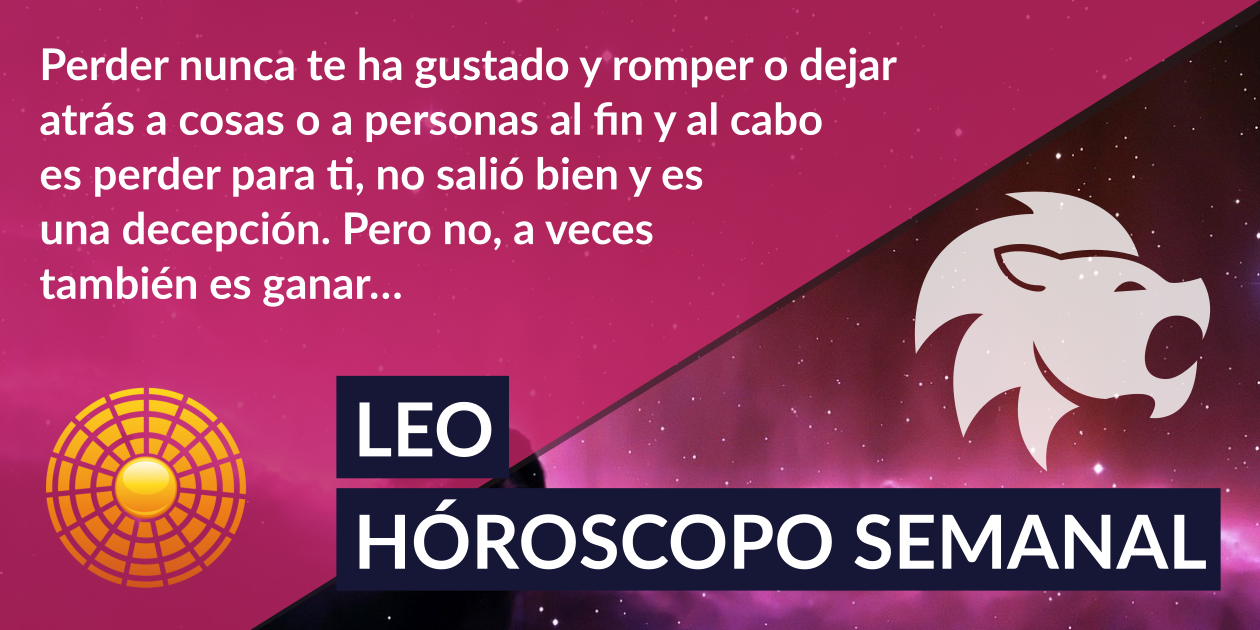 Perder nunca te ha gustado y romper o dejar
atrás a cosas o a personas al fin y al cabo
es perder para ti, no salió bien y es
una decepción. Pero no, a veces
también es ganar...
LEO
HÓROSCOPO SEMANAL